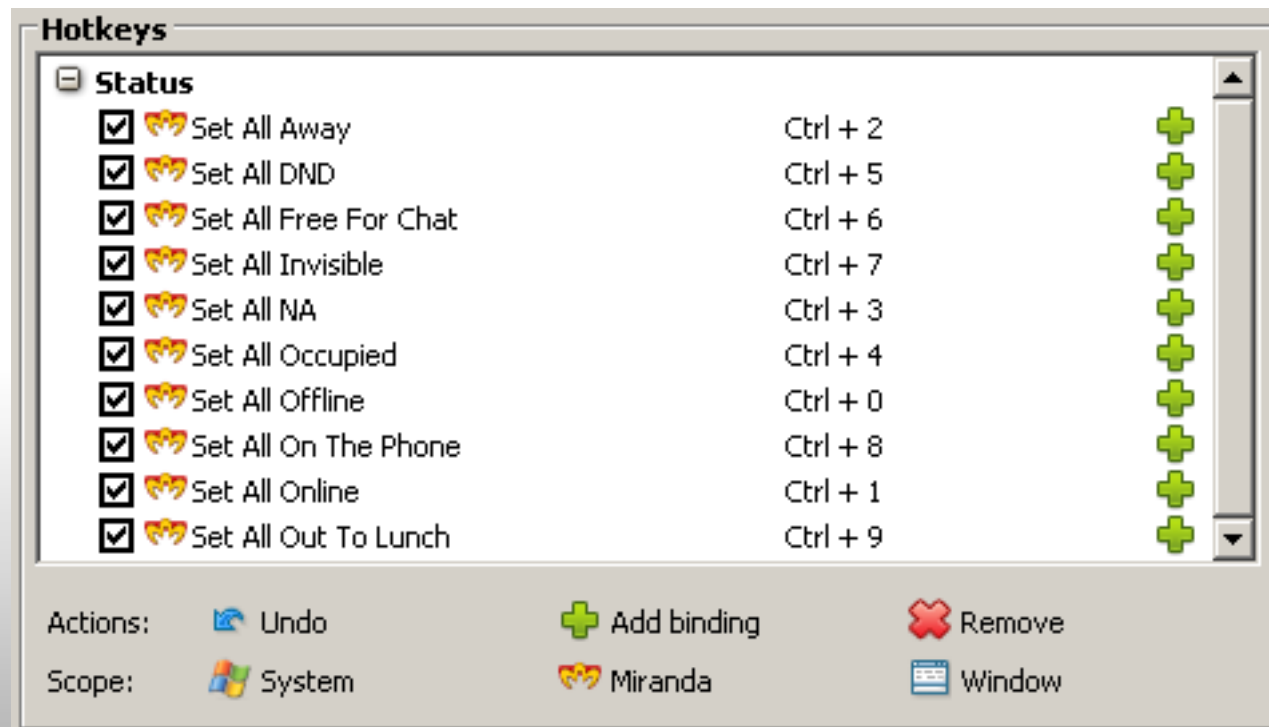 Hotkeys
Status
Set All Away Ctrl + 2
Set All DND Ctrl + 5
Set All Free For Chat Ctrl + 6
Set All Invisible Ctrl + 7
Set All NA Ctrl + 3
Set All Occupied Ctrl + 4
Set All Offline Ctrl + 0
Set All On The Phone Ctrl + 8
Set All Online Ctrl + 1
Set All Out To Lunch Ctrl + 9
Actions: Undo Add binding Remove
Scope: System Miranda Window